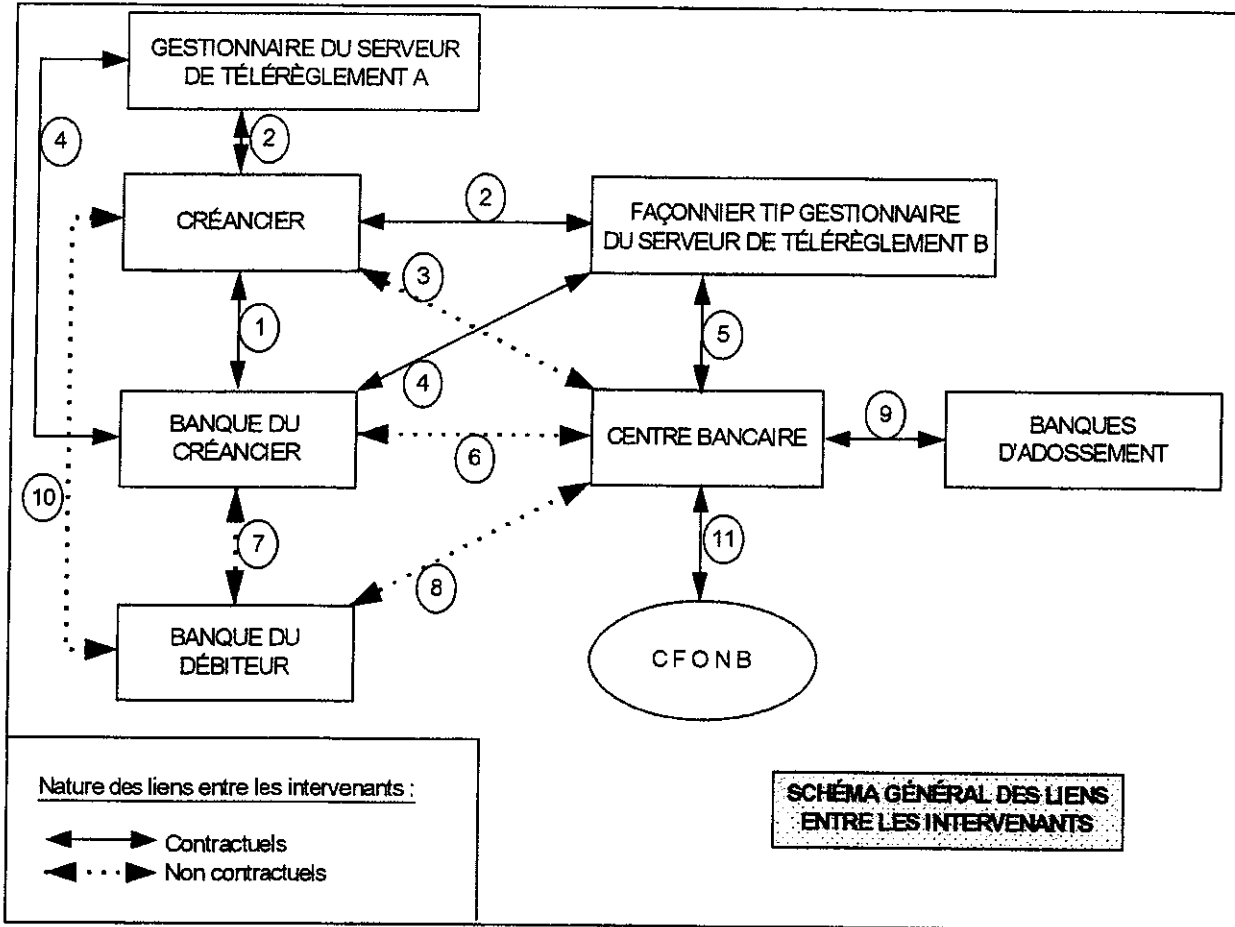 GESTIONNAIRE DU SERVEUR
DE TÉLÉRÈGLEMENT A
4
2
CRÉANCIER
2
FAÇONNIER TIP GESTIONNAIRE
DU SERVEUR DE TÉLÉRÈGLEMENT B
3
1
5
4
BANQUE DU
CRÉANCIER
6
CENTRE BANCAIRE
9
BANQUES
D'ADOSSEMENT
10
7
8
11
BANQUE DU
DÉBITEUR
CFONB
Nature des liens entre les intervenants :
Contractuels
Non contractuels
SCHÉMA GÉNÉRAL DES LIENS
ENTRE LES INTERVENANTS